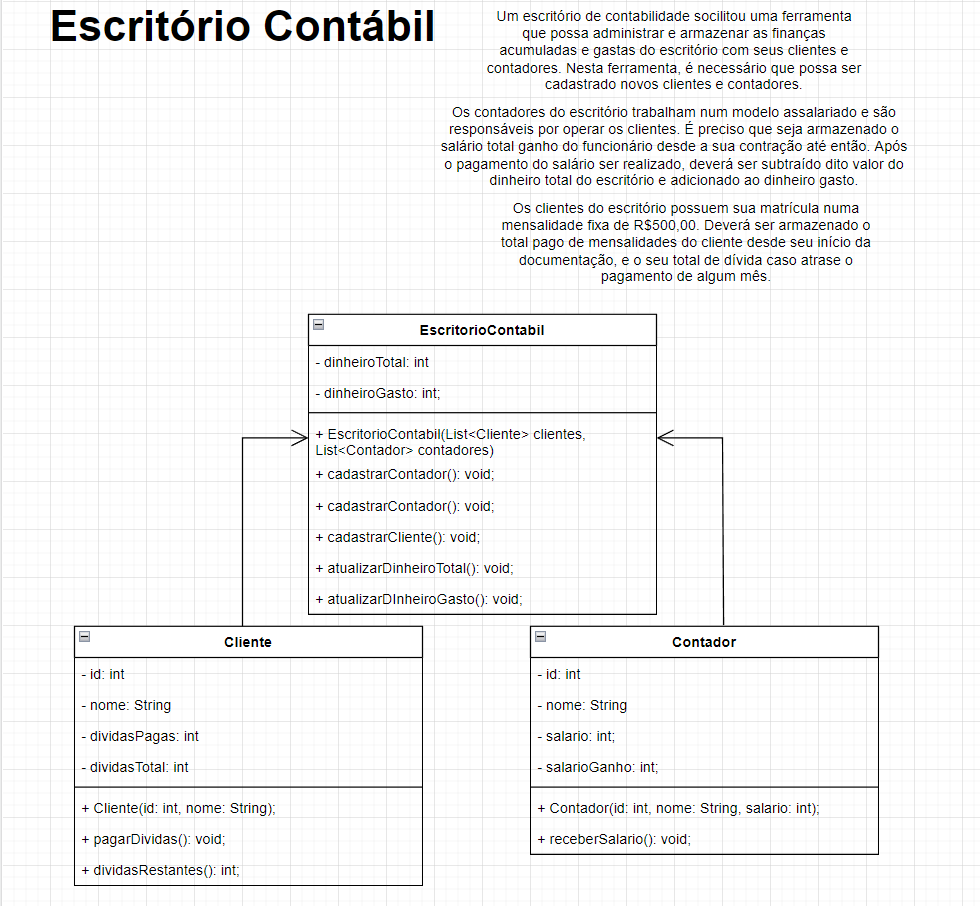 Escritório Contábil
Um escritório de contabilidade socilitou uma ferramenta
que possa administrar e armazenar as finanças
acumuladas e gastas do escritório com seus clientes e
contadores. Nesta ferramenta, é necessário que possa ser
cadastrado novos clientes e contadores.
Os contadores do escritório trabalham num modelo assalariado e são
responsáveis por operar os clientes. É preciso que seja armazenado o
salário total ganho do funcionário desde a sua contração até então. Após
o pagamento do salário ser realizado, deverá ser subtraído dito valor do
dinheiro total do escritório e adicionado ao dinheiro gasto.
Os clientes do escritório possuem sua matrícula numa
mensalidade fixa de R$500,00. Deverá ser armazenado o
total pago de mensalidades do cliente desde seu início da
documentação, e o seu total de dívida caso atrase o
pagamento de algum mês.
EscritorioContabil
- dinheiroTotal: int
- dinheiroGasto: int;
+ EscritorioContabil(List<Cliente> clientes,
List<Contador> contadores)
+ cadastrarContador(): void;
+ cadastrarContador(): void;
+ cadastrarCliente(): void;
+ atualizarDinheiroTotal(): void;
+ atualizarDInheiroGasto(): void;
Cliente
- id: int
- nome: String
- dividasPagas: int
- dividasTotal: int
+ Cliente(id: int, nome: String);
+ pagarDividas(): void;
+ dividasRestantes(): int;
Contador
- id: int
- nome: String
- salario: int;
- salarioGanho: int;
+ Contador(id: int, nome: String, salario: int);
+ receberSalario(): void;